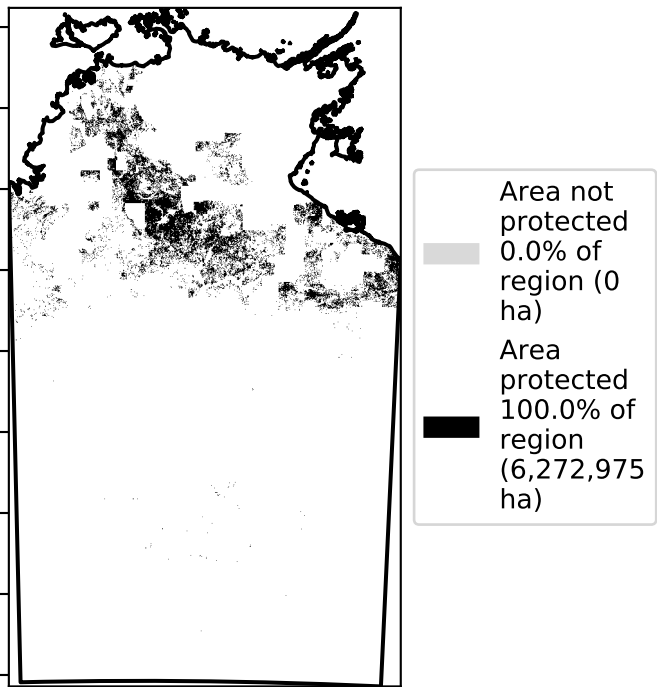 Area not
protected
0.0% of
region (0
ha)
Area
protected
100.0% of
region
(6,272,975
ha)